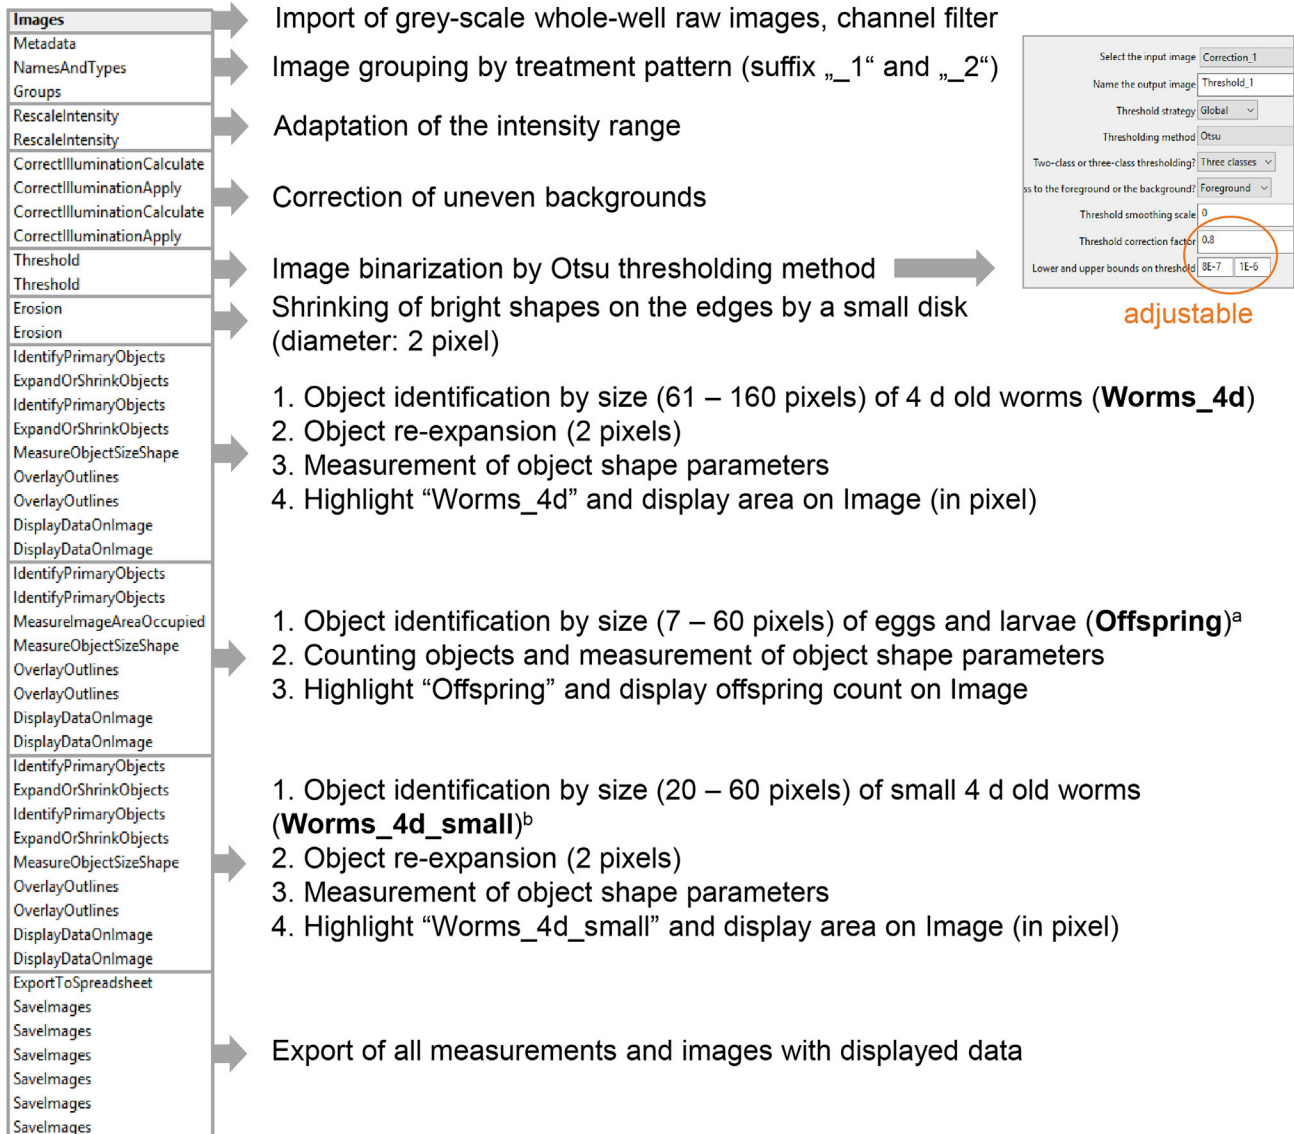 Images
Import of grey-scale whole-well raw images, channel filter
Metadata
NamesAndTypes
Groups
Image grouping by treatment pattern (suffix „_1“ and „_2“)
RescaleIntensity
RescaleIntensity
Adaptation of the intensity range
CorrectIlluminationCalculate
CorrectIlluminationApply
CorrectIlluminationCalculate
CorrectIlluminationApply
Correction of uneven backgrounds
Threshold
Threshold
Image binarization by Otsu thresholding method
Select the input image Correction_1
Name the output image Threshold_1
Threshold strategy Global
Thresholding method Otsu
Two-class or three-class thresholding? Three classes
ss to the foreground or the background? Foreground
Threshold smoothing scale 0
Threshold correction factor 0.8
Lower and upper bounds on threshold 8E-7 1E-6
adjustable
Erosion
Erosion
Shrinking of bright shapes on the edges by a small disk
(diameter: 2 pixel)
IdentifyPrimaryObjects
ExpandOrShrinkObjects
IdentifyPrimaryObjects
ExpandOrShrinkObjects
MeasureObjectSizeShape
OverlayOutlines
OverlayOutlines
DisplayDataOnImage
DisplayDataOnImage
1. Object identification by size (61 – 160 pixels) of 4 d old worms (Worms_4d)
2. Object re-expansion (2 pixels)
3. Measurement of object shape parameters
4. Highlight “Worms_4d” and display area on Image (in pixel)
IdentifyPrimaryObjects
IdentifyPrimaryObjects
MeasureImageAreaOccupied
MeasureObjectSizeShape
OverlayOutlines
OverlayOutlines
DisplayDataOnImage
DisplayDataOnImage
1. Object identification by size (7 – 60 pixels) of eggs and larvae (Offspring)ᵃ
2. Counting objects and measurement of object shape parameters
3. Highlight “Offspring” and display offspring count on Image
IdentifyPrimaryObjects
ExpandOrShrinkObjects
IdentifyPrimaryObjects
ExpandOrShrinkObjects
MeasureObjectSizeShape
OverlayOutlines
OverlayOutlines
DisplayDataOnImage
DisplayDataOnImage
1. Object identification by size (20 – 60 pixels) of small 4 d old worms
(Worms_4d_small)ᵇ
2. Object re-expansion (2 pixels)
3. Measurement of object shape parameters
4. Highlight “Worms_4d_small” and display area on Image (in pixel)
ExportToSpreadsheet
SaveImages
SaveImages
SaveImages
SaveImages
SaveImages
SaveImages
Export of all measurements and images with displayed data